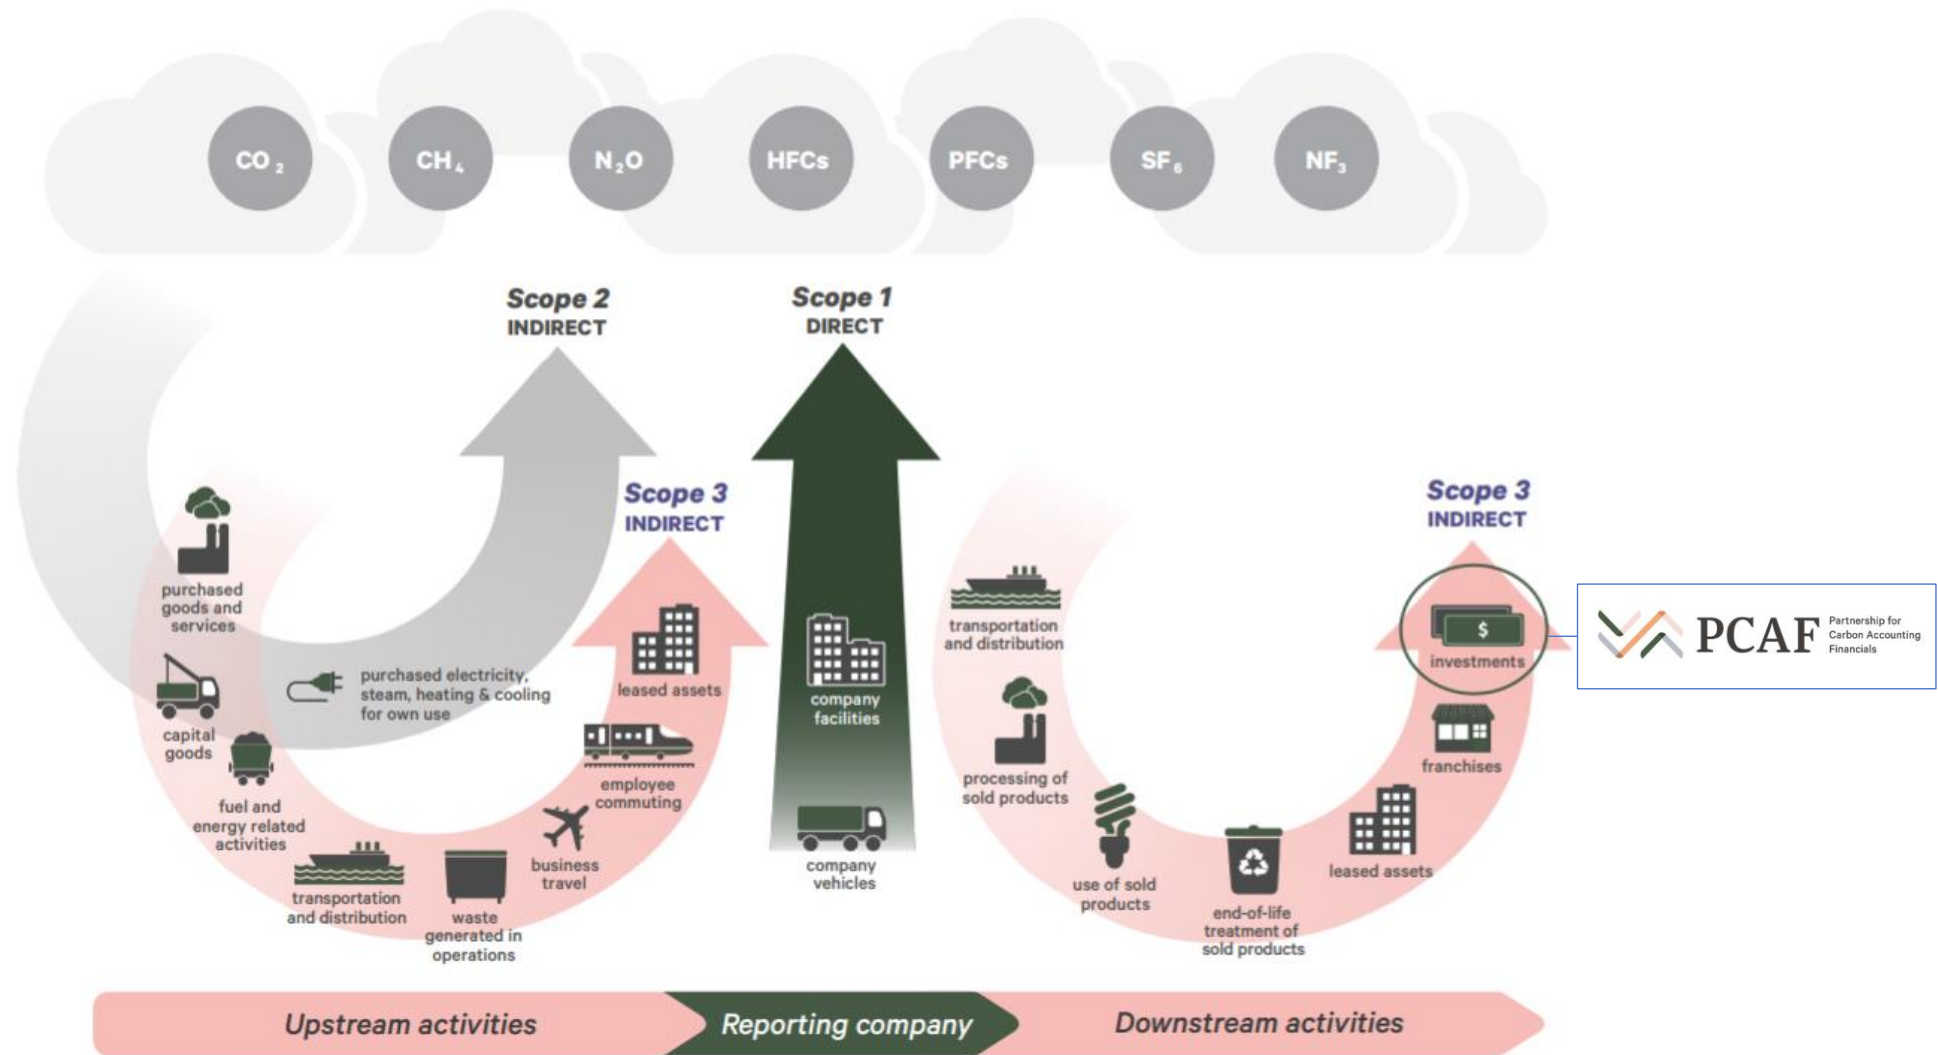 CO₂
CH₄
N₂O
HFCs
PFCs
SF₆
NF₃
Scope 2
INDIRECT
Scope 1
DIRECT
Scope 3
INDIRECT
Scope 3
INDIRECT
purchased
goods and
services
capital
goods
fuel and
energy related
activities
purchased electricity,
steam, heating & cooling
for own use
transportation
and distribution
waste
generated in
operations
business
travel
employee
commuting
leased assets
company
facilities
company
vehicles
transportation
and distribution
processing of
sold products
use of sold
products
end-of-life
treatment of
sold products
leased assets
franchises
$
investments
PCAF
Partnership for
Carbon Accounting
Financials
Upstream activities
Reporting company
Downstream activities